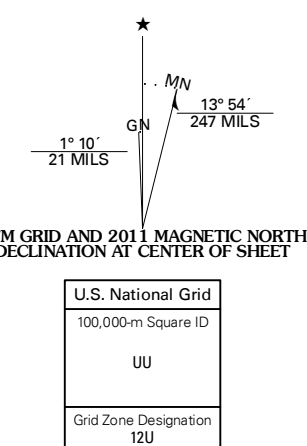 ★
MN
GN
13° 54´
247 MILS
1° 10´
21 MILS
M GRID AND 2011 MAGNETIC NORTH
DECLINATION AT CENTER OF SHEET
U.S. National Grid
100,000-m Square ID
UU
Grid Zone Designation
12U